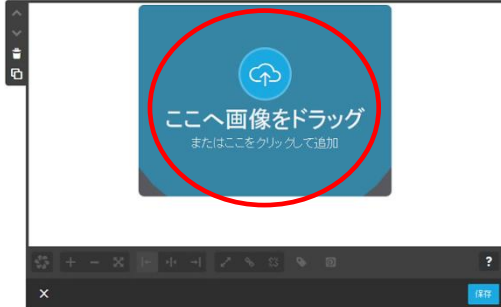 ここへ画像をドラッグ
またはここをクリックして追加
?
保存